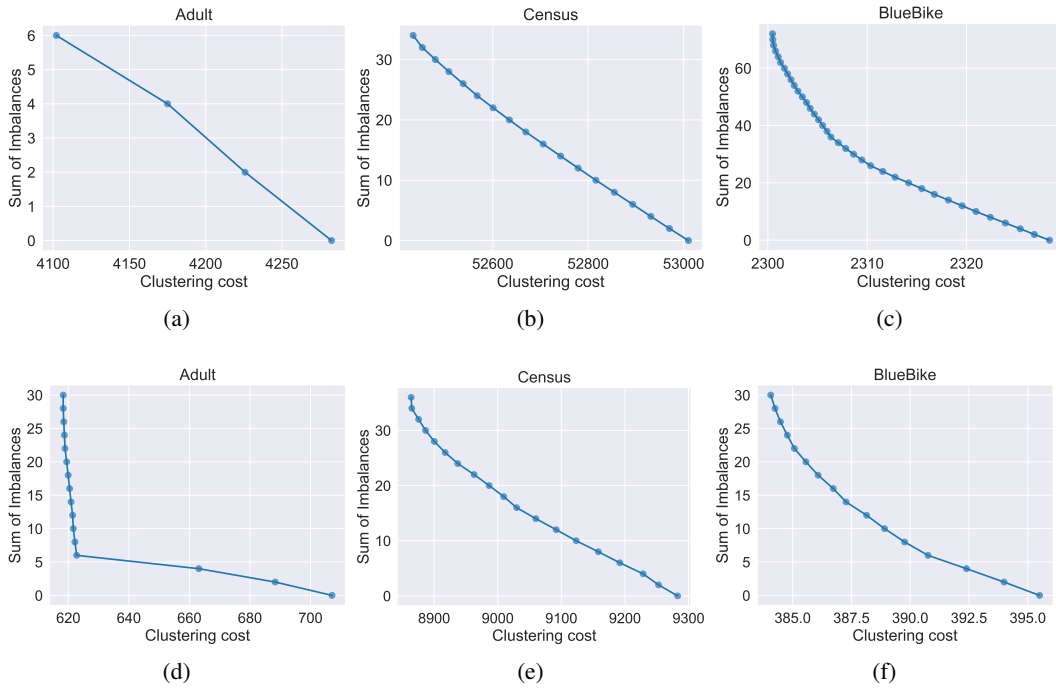 Adult
6
5
4
3
2
1
0
Sum of Imbalances
4100 4150 4200 4250
Clustering cost
(a)
Census
30
20
10
0
Sum of Imbalances
52600 52800 53000
Clustering cost
(b)
BlueBike
60
40
20
0
Sum of Imbalances
2300 2310 2320
Clustering cost
(c)
Adult
30
25
20
15
10
5
0
Sum of Imbalances
620 640 660 680 700
Clustering cost
(d)
Census
30
20
10
0
Sum of Imbalances
8900 9000 9100 9200 9300
Clustering cost
(e)
BlueBike
30
25
20
15
10
5
0
Sum of Imbalances
385.0 387.5 390.0 392.5 395.0
Clustering cost
(f)